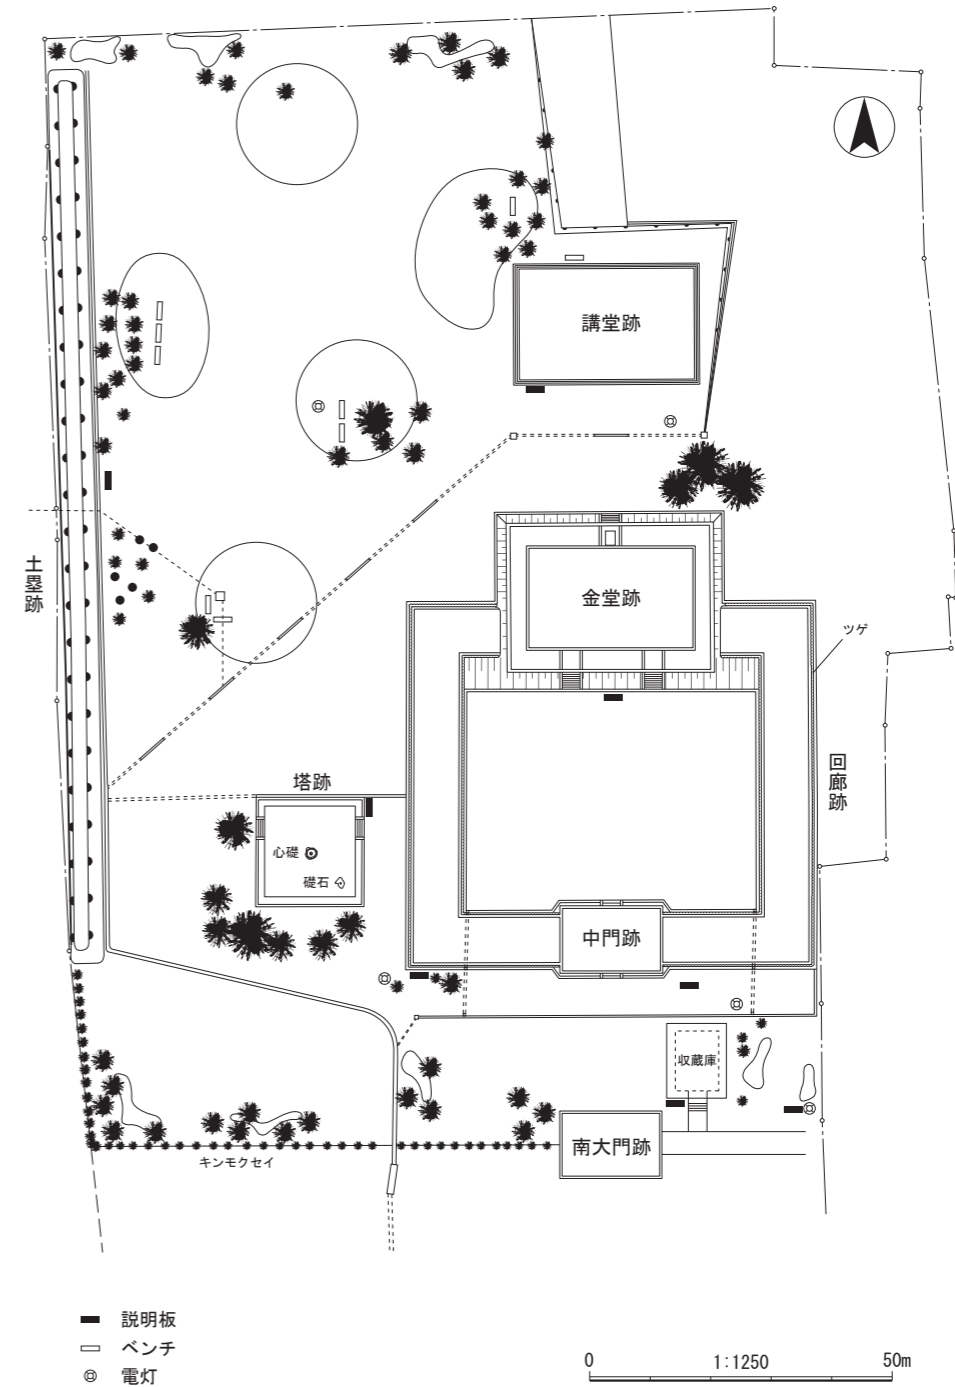 講堂跡
土塁跡
金堂跡
ツゲ
回廊跡
塔跡
心礎
礎石
中門跡
収蔵庫
南大門跡
キンモクセイ
説明板
ベンチ
電灯
0 1:1250 50m